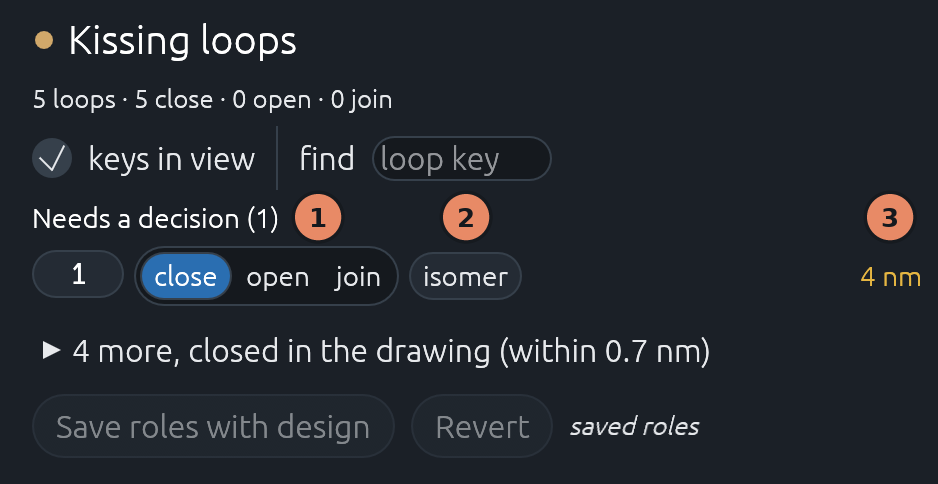 Kissing loops
5 loops · 5 close · 0 open · 0 join
keys in view find loop key
Needs a decision (1) 1 2 3
1 close open join isomer 4 nm
4 more, closed in the drawing (within 0.7 nm)
Save roles with design Revert saved roles